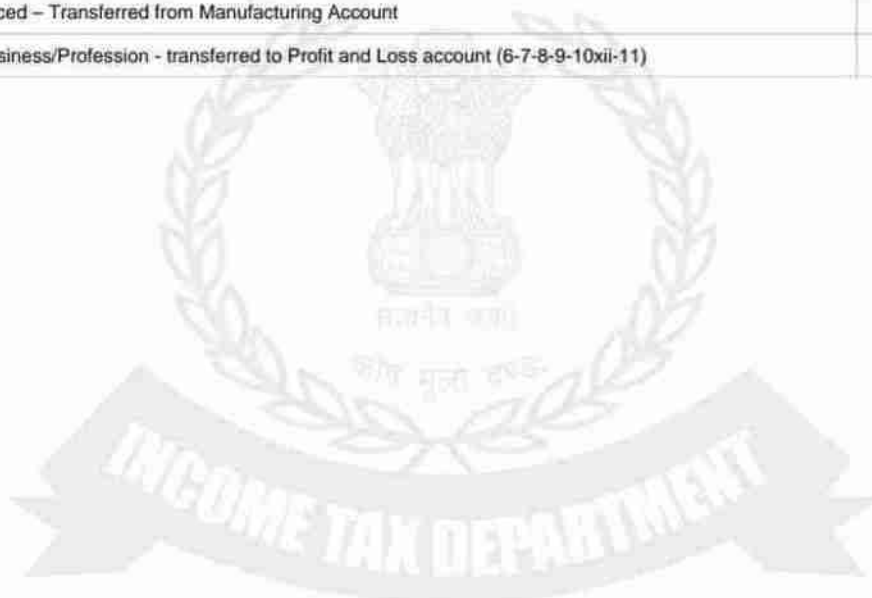 ced – Transferred from Manufacturing Account
siness/Profession - transferred to Profit and Loss account (6-7-8-9-10xii-11)
कोष मूलो दण्डः
INCOME TAX DEPARTMENT